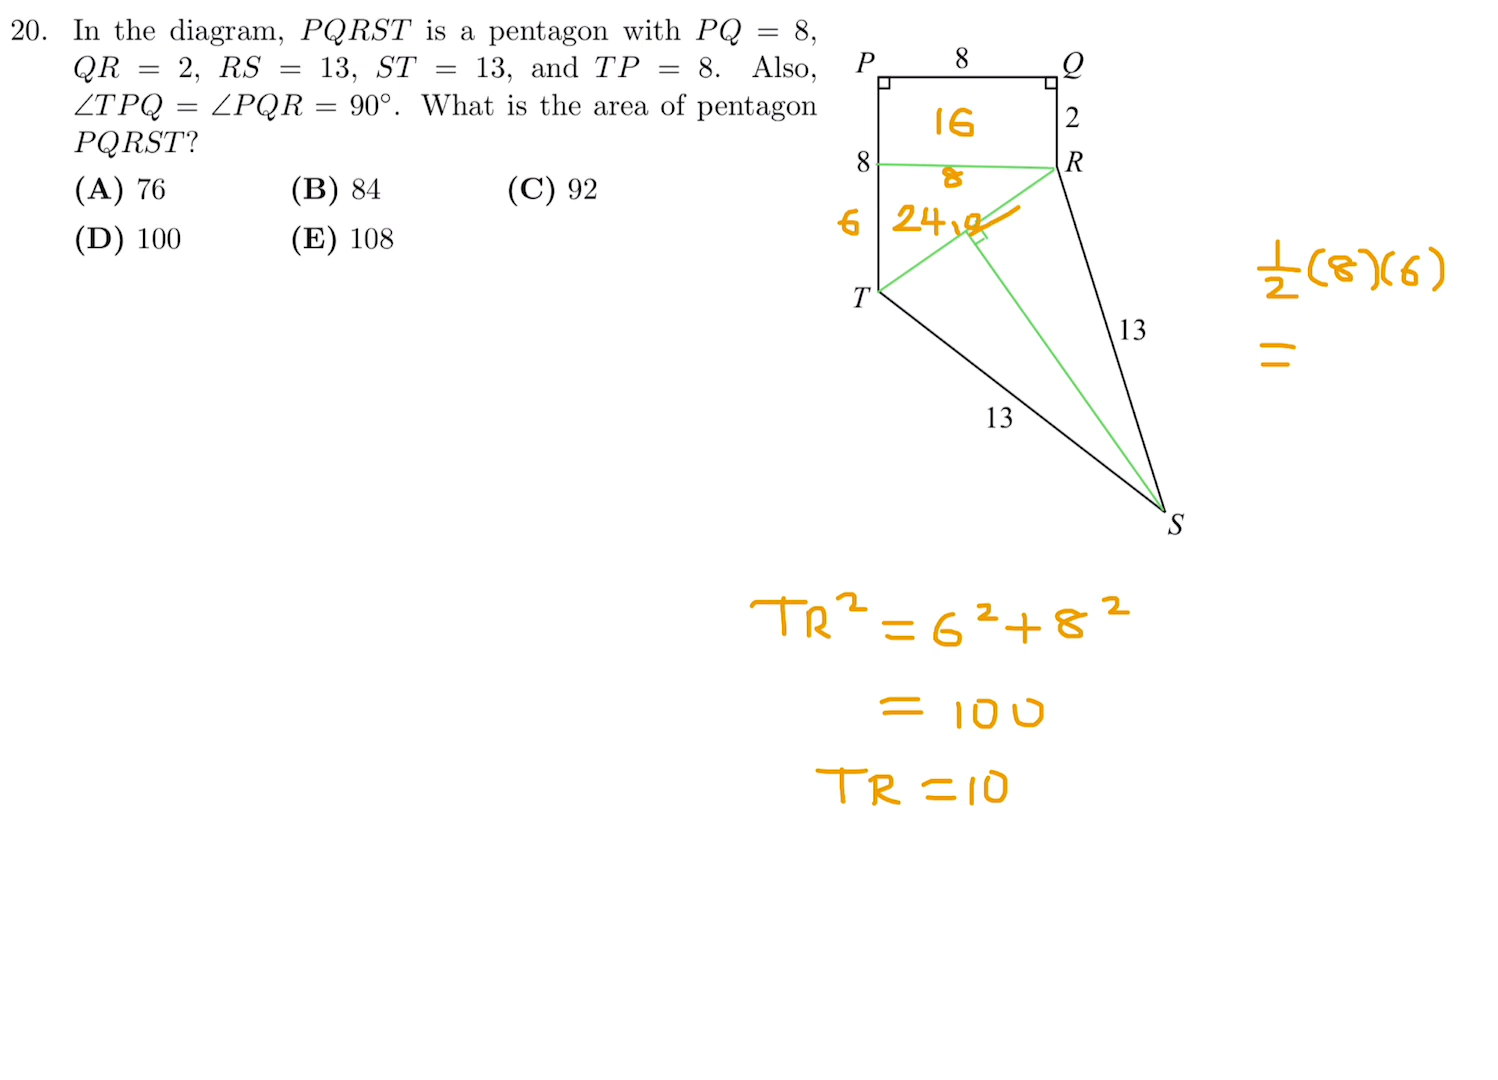 20. In the diagram, PQRST is a pentagon with PQ = 8,
QR = 2, RS = 13, ST = 13, and TP = 8. Also,
∠TPQ = ∠PQR = 90°. What is the area of pentagon
PQRST?
(A) 76 (B) 84 (C) 92
(D) 100 (E) 108
P 8 Q
16 2
8 R
8
6 24 10
T
13
13
S
1/2 (8)(6)
=
TR² = 6² + 8²
= 100
TR = 10